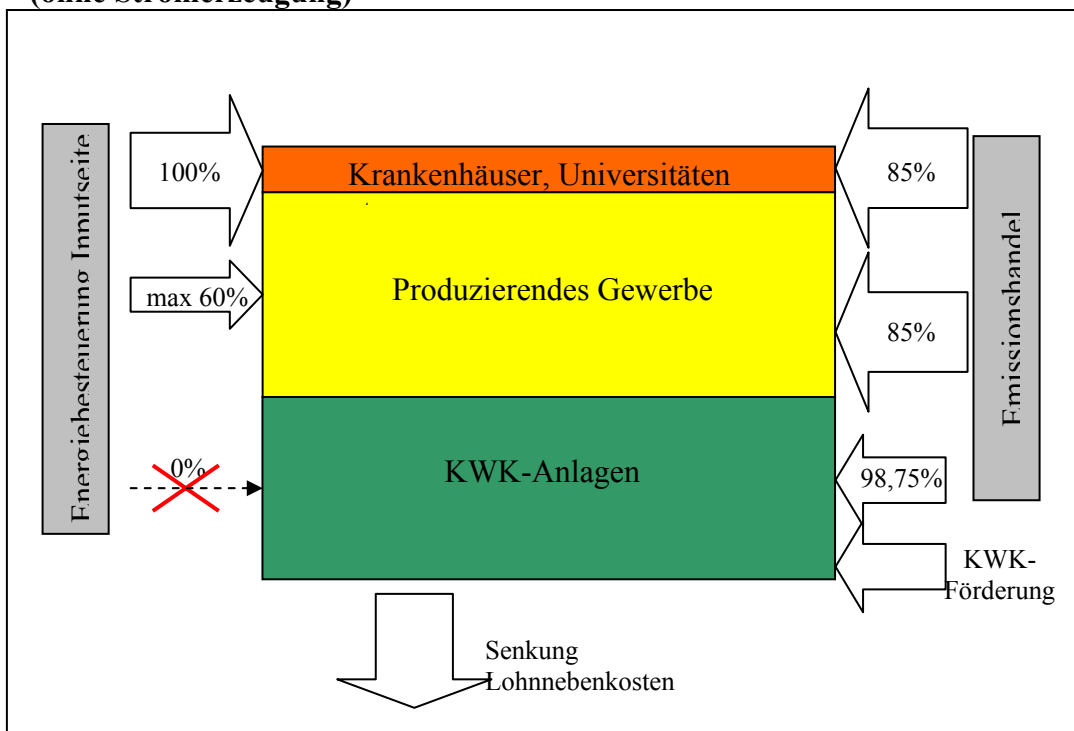 (ohne Stromerzeugung)
Energiebesteuerung Inputseite
100%
max 60%
0%
Krankenhäuser, Universitäten
Produzierendes Gewerbe
KWK-Anlagen
85%
85%
98,75%
Emissionshandel
KWK-
Förderung
Senkung
Lohnnebenkosten